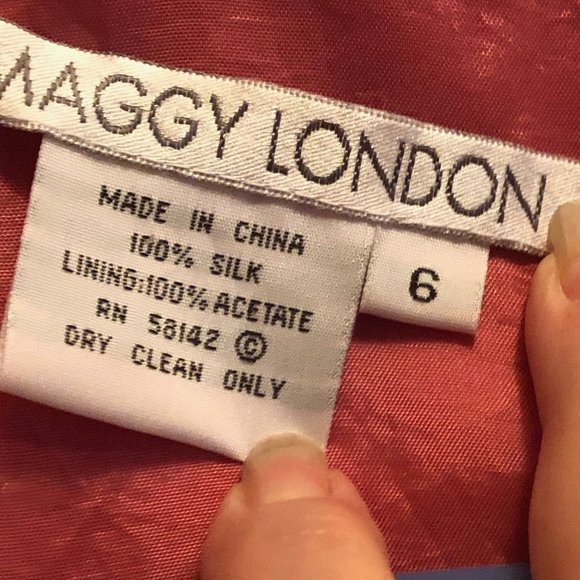 MAGGY LONDON
MADE IN CHINA
100% SILK
LINING:100% ACETATE
RN 58142 ©
DRY CLEAN ONLY
6